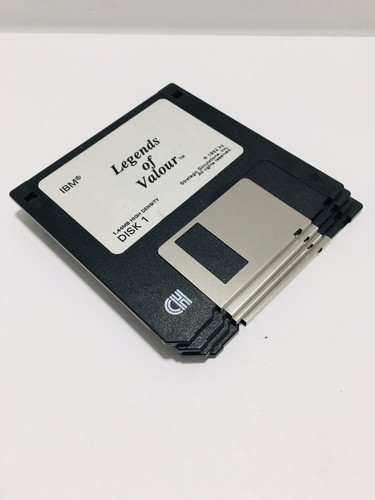 IBM®
Legends
of
Valour™
© 1992 by
Strategic Simulations, Inc.
All rights reserved.
1.44MB HIGH DENSITY
DISK 1